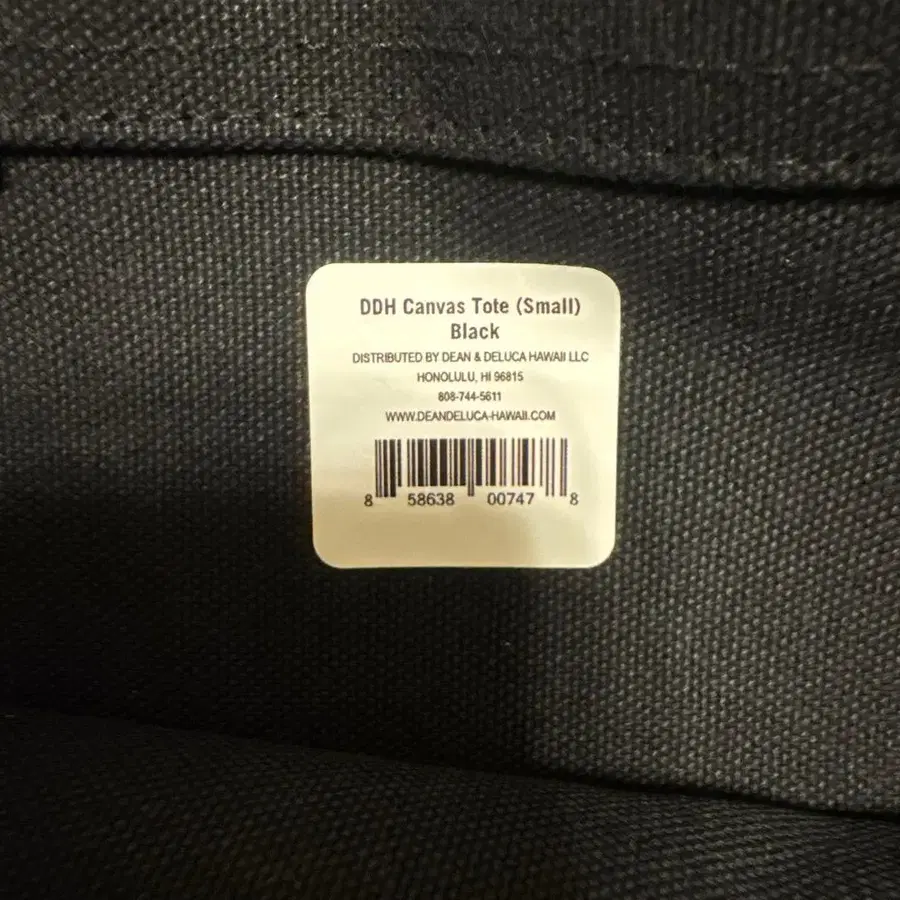 DDH Canvas Tote (Small)
Black
DISTRIBUTED BY DEAN & DELUCA HAWAII LLC
HONOLULU, HI 96815
808-744-5611
WWW.DEANDELUCA-HAWAII.COM
8 58638 00747 8